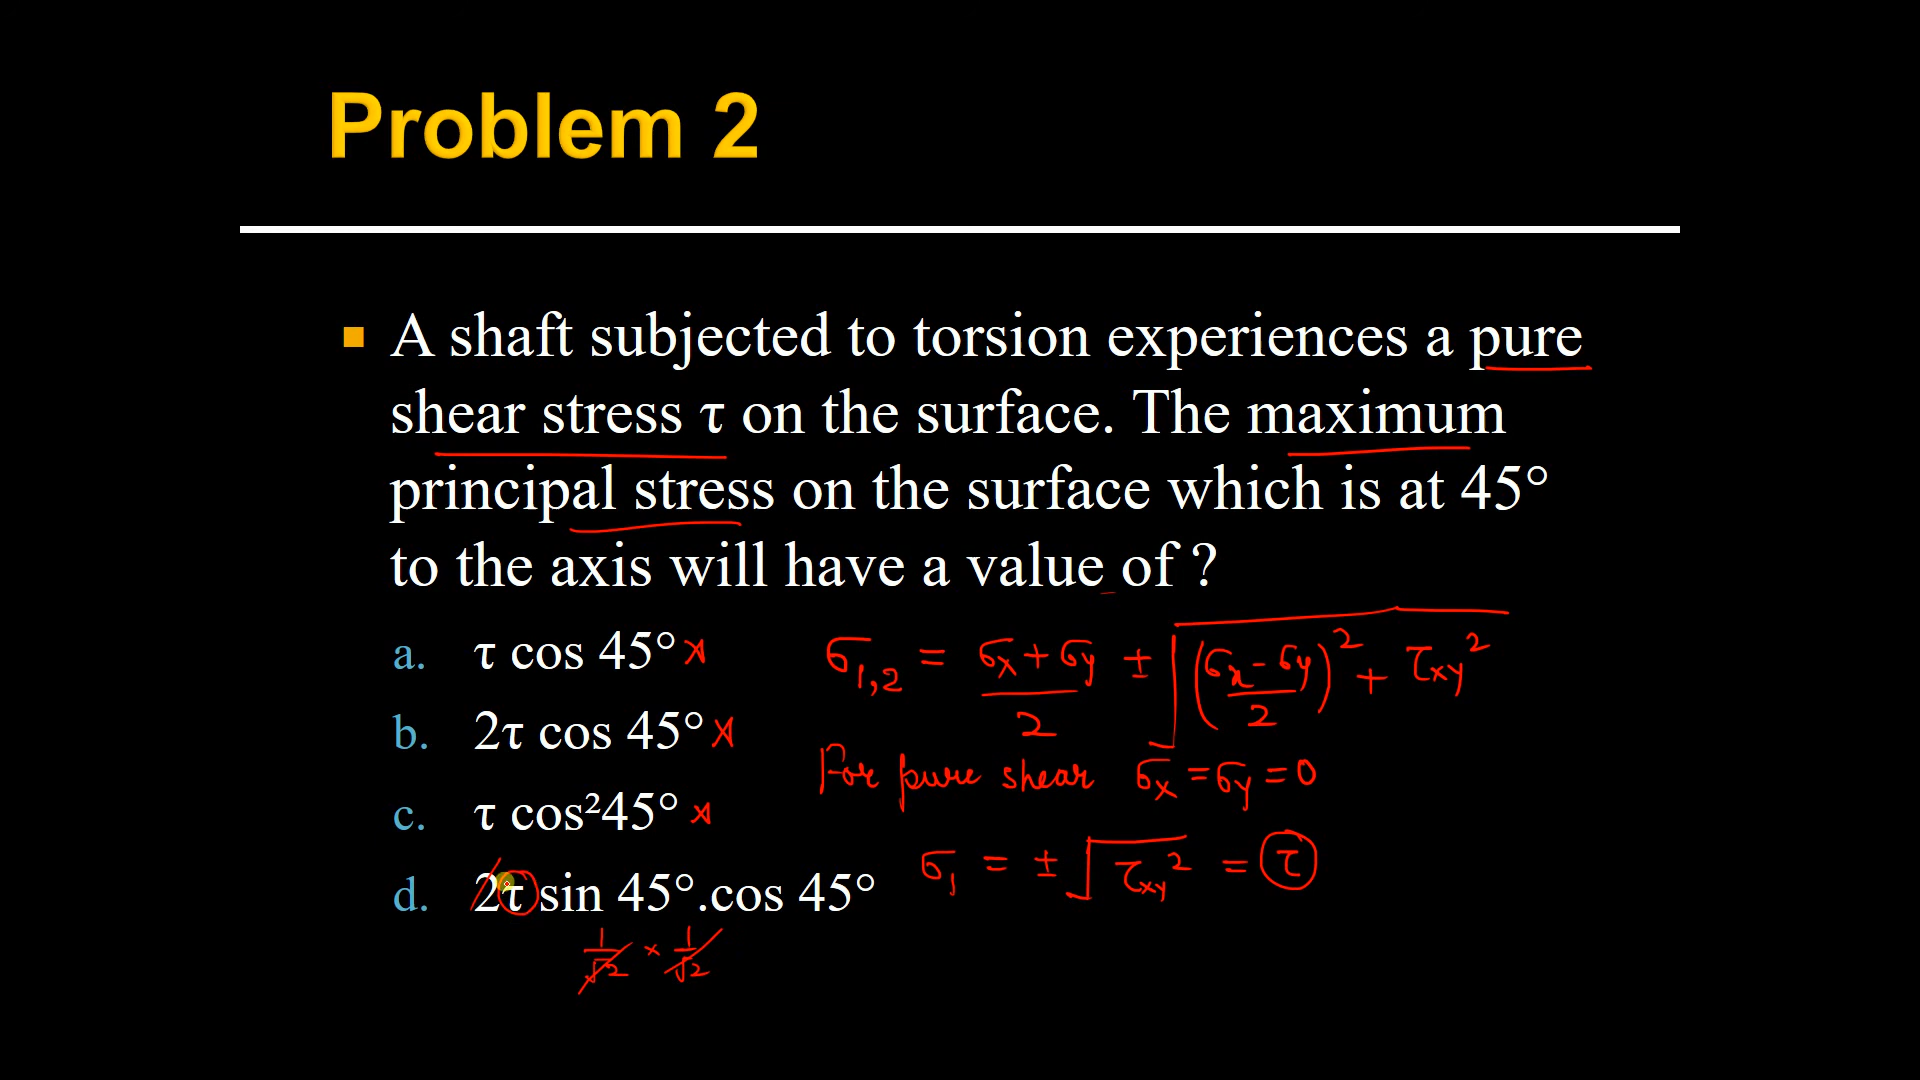 Problem 2
A shaft subjected to torsion experiences a pure
shear stress τ on the surface. The maximum
principal stress on the surface which is at 45°
to the axis will have a value of ?
a. τ cos 45° ×
b. 2τ cos 45° ×
c. τ cos²45° ×
d. 2τ sin 45°.cos 45°
1/√2 × 1/√2
σ1,2 = (σx + σy)/2 ± √(((σx - σy)/2)² + τxy²)
For pure shear σx = σy = 0
σ1 = ± √(τxy²) = τ